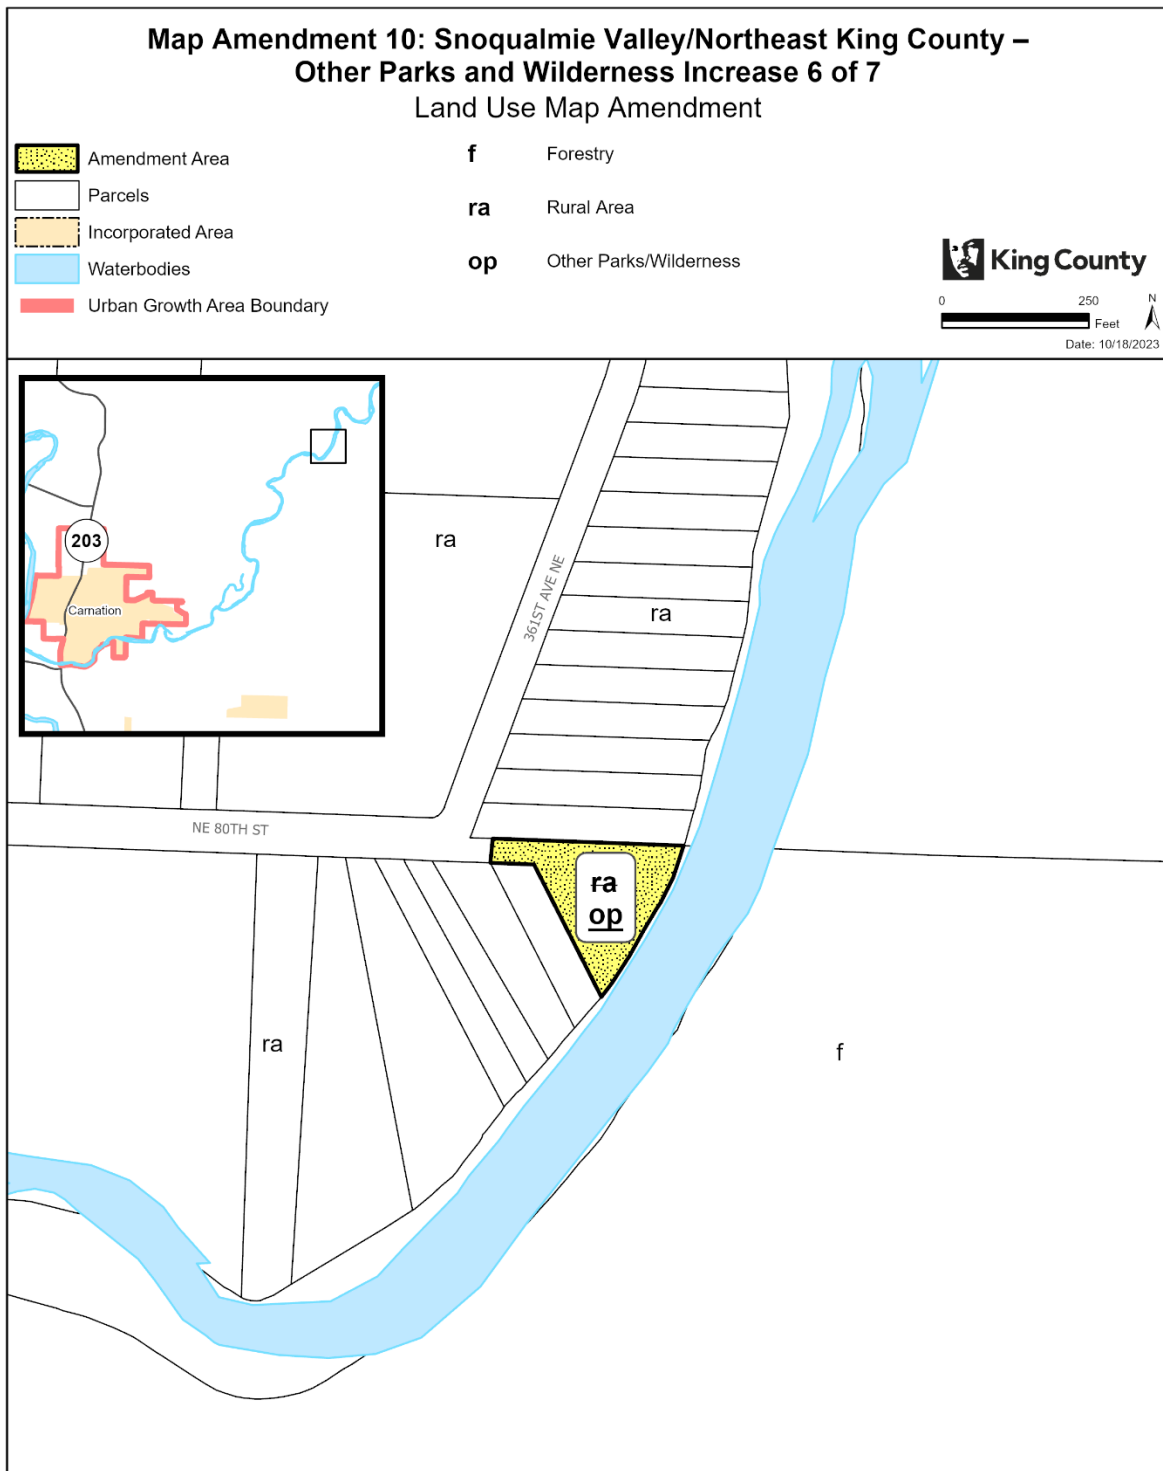 Map Amendment 10: Snoqualmie Valley/Northeast King County –
Other Parks and Wilderness Increase 6 of 7
Land Use Map Amendment
Amendment Area
Parcels
Incorporated Area
Waterbodies
Urban Growth Area Boundary
f Forestry
ra Rural Area
op Other Parks/Wilderness
King County
0 250
Feet
N
Date: 10/18/2023
203
Carnation
ra
361ST AVE NE
ra
NE 80TH ST
ra
op
ra
f